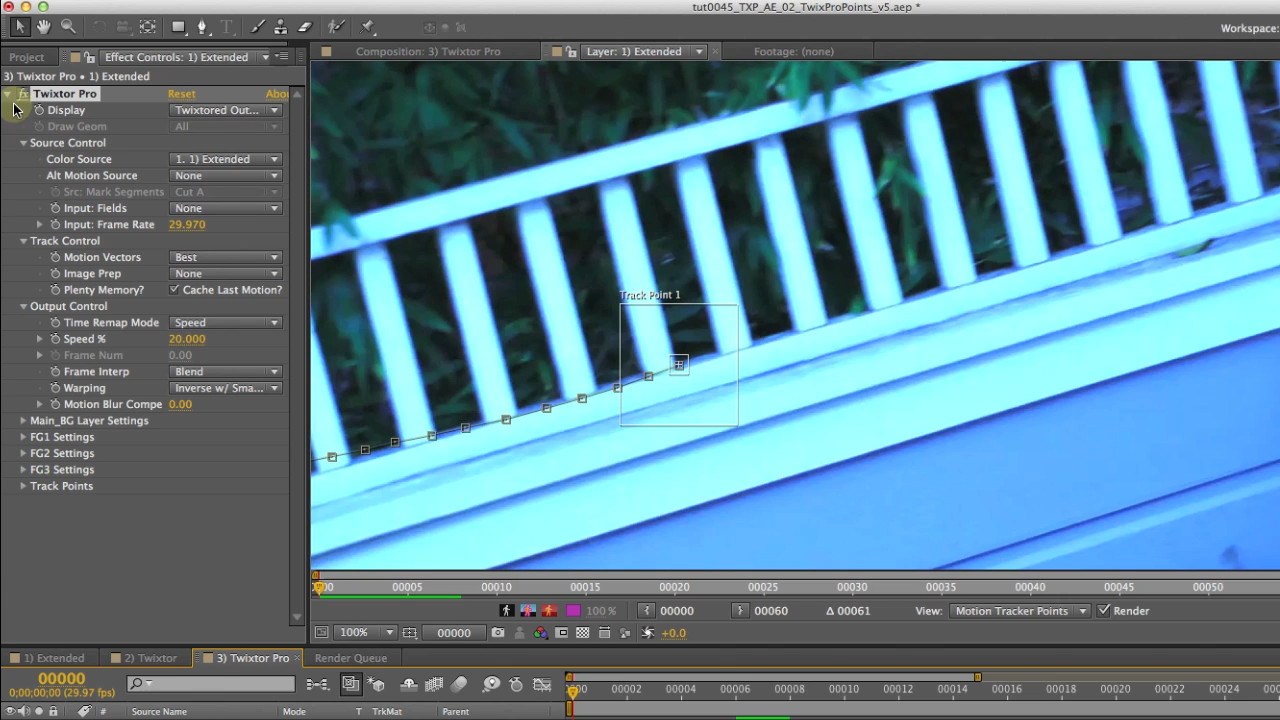 tut0045_TXP_AE_02_TwixProPoints_v5.aep *
Workspace:
Project
Effect Controls: 1) Extended
Composition: 3) Twixtor Pro
Layer: 1) Extended
Footage: (none)
3) Twixtor Pro • 1) Extended
fx Twixtor Pro Reset Abou
Display Twixtored Out...
Draw Geom All
Source Control
Color Source 1. 1) Extended
Alt Motion Source None
Src: Mark Segments Cut A
Input: Fields None
Input: Frame Rate 29.970
Track Control
Motion Vectors Best
Image Prep None
Plenty Memory? Cache Last Motion?
Output Control
Time Remap Mode Speed
Speed % 20.000
Frame Num 0.00
Frame Interp Blend
Warping Inverse w/ Sma...
Motion Blur Compe 0.00
Main_BG Layer Settings
FG1 Settings
FG2 Settings
FG3 Settings
Track Points
Track Point 1
00005 00010 00015 00020 00025 00030 00035 00040 00045 00050
100 % 00000 00060 Δ 00061 View: Motion Tracker Points Render
100% 00000 +0.0
1) Extended 2) Twixtor 3) Twixtor Pro Render Queue
00000
0;00;00;00 (29.97 fps)
00002 00004 00006 00008 00010 00012 00014 00016 00018 00020 00022 00024
# Source Name Mode T TrkMat Parent